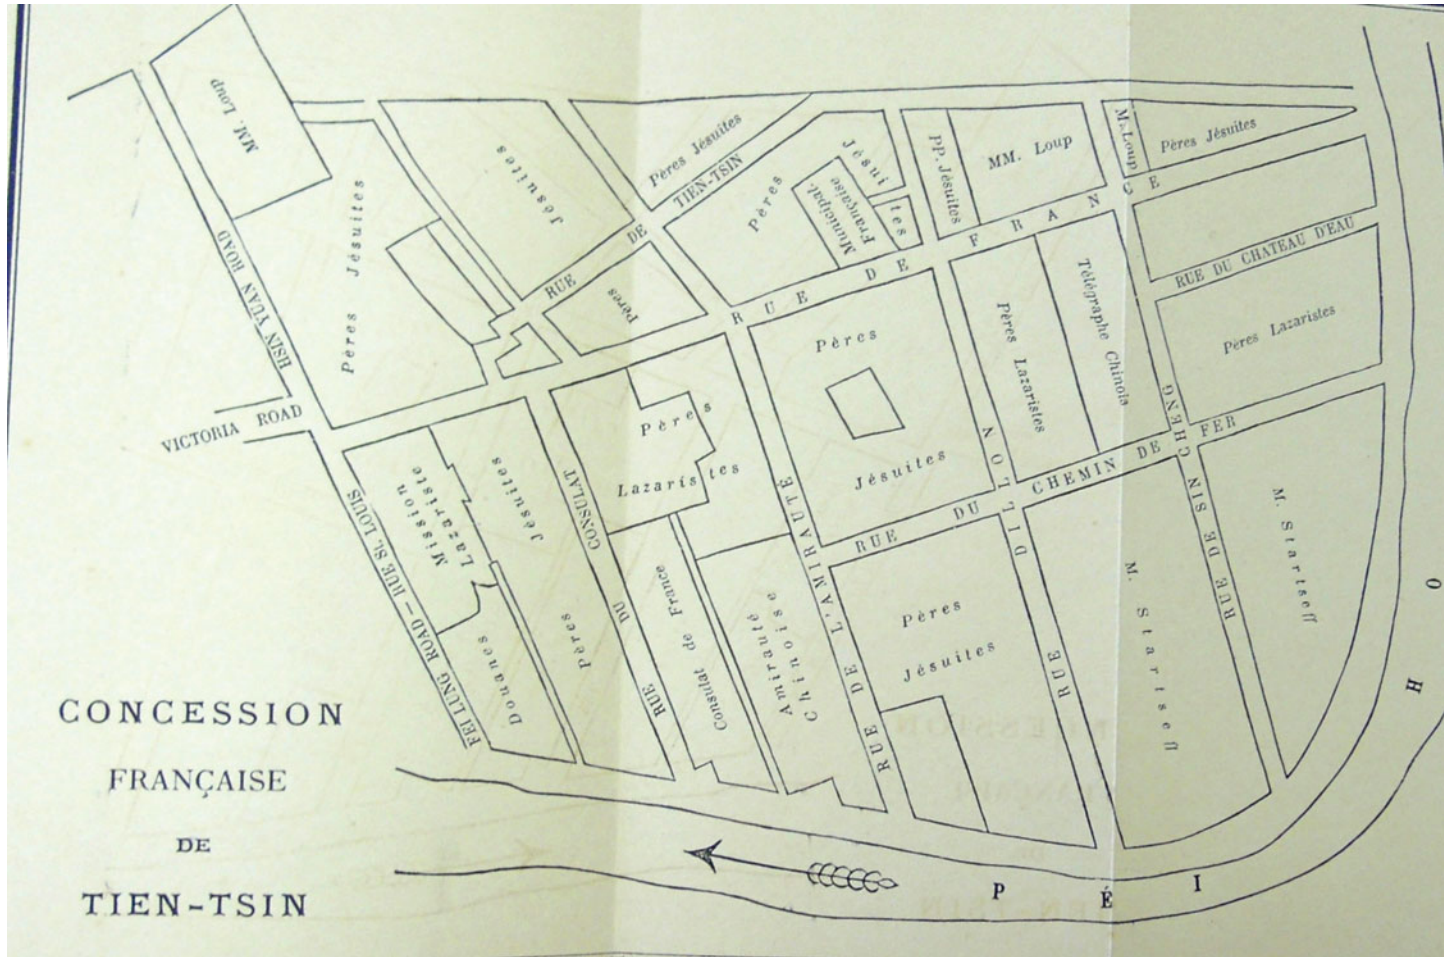 MM. Loup
Pères Jésuites
Jésuites
Pères Jésuites
RUE DE TIEN-TSIN
Pères
Jésui
tes
Municipal.
Française
PP. Jésuites
MM. Loup
M. Loup
Pères Jésuites
HSIN YUAN ROAD
Pères
RUE DE FRANCE
RUE DU CHATEAU D'EAU
Pères Lazaristes
VICTORIA ROAD
Pères
Jésuites
Pères
Lazaristes
Télégraphe Chinois
Pères
Lazaristes
Mission
Lazariste
Jésuites
Pères
RUE DU CONSULAT
RUE DE L'AMIRAUTÉ
RUE DU CHEMIN DE FER
RUE DILLON
RUE DE SIN CHENG
FEI LUNG ROAD - RUE St. LOUIS
Douanes
Consulat de France
Amirauté
Chinoise
Pères
Jésuites
M. Startseff
M. Startseff
CONCESSION
FRANÇAISE
DE
TIEN-TSIN
PÉI HO